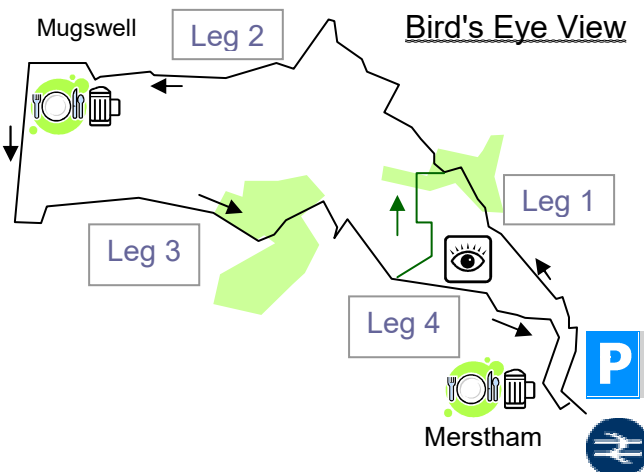 Mugswell
Leg 2
Bird's Eye View
Leg 1
Leg 3
Leg 4
P
Merstham